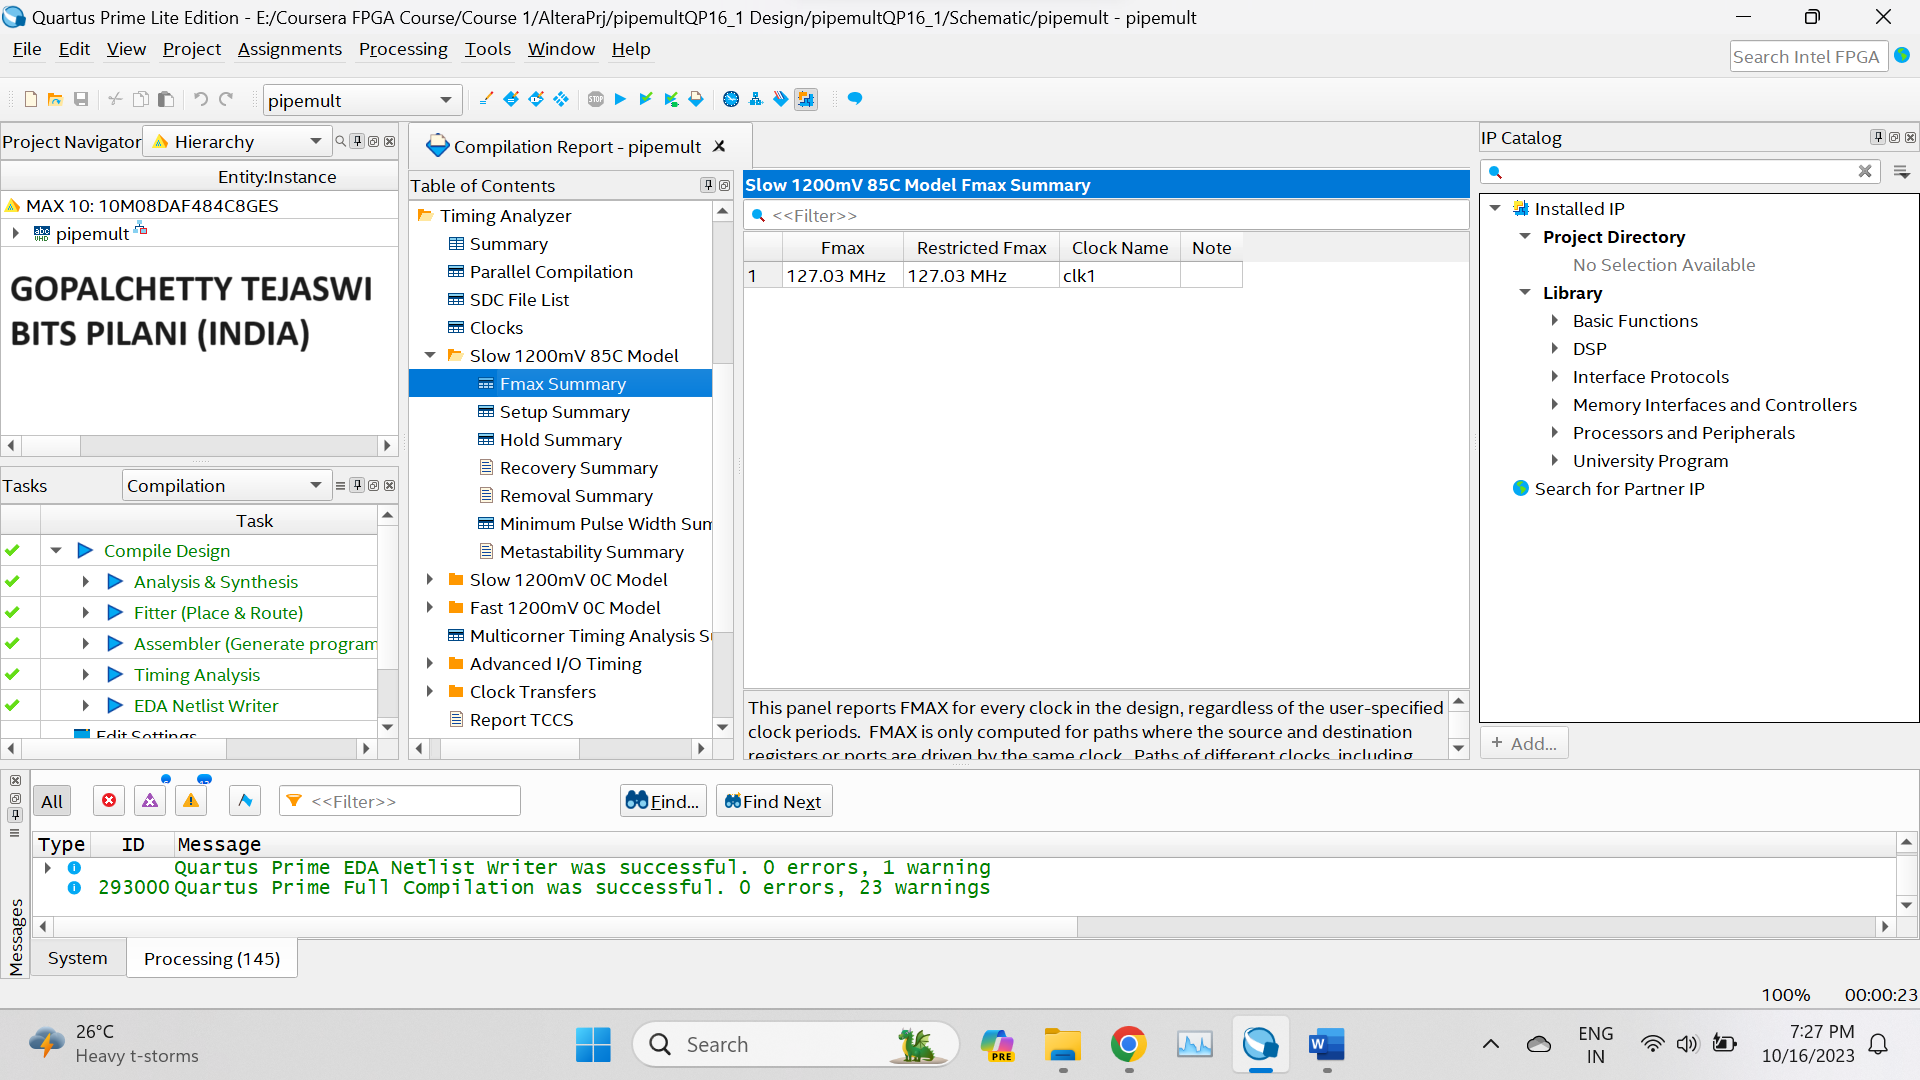 Quartus Prime Lite Edition - E:/Coursera FPGA Course/Course 1/AlteraPrj/pipemultQP16_1 Design/pipemultQP16_1/Schematic/pipemult - pipemult
File Edit View Project Assignments Processing Tools Window Help
Search Intel FPGA
pipemult
STOP
Project Navigator Hierarchy
Entity:Instance
MAX 10: 10M08DAF484C8GES
pipemult
GOPALCHETTY TEJASWI
BITS PILANI (INDIA)
Tasks Compilation
Task
Compile Design
Analysis & Synthesis
Fitter (Place & Route)
Assembler (Generate program
Timing Analysis
EDA Netlist Writer
Edit Settings
Compilation Report - pipemult
Table of Contents
Timing Analyzer
Summary
Parallel Compilation
SDC File List
Clocks
Slow 1200mV 85C Model
Fmax Summary
Setup Summary
Hold Summary
Recovery Summary
Removal Summary
Minimum Pulse Width Sum
Metastability Summary
Slow 1200mV 0C Model
Fast 1200mV 0C Model
Multicorner Timing Analysis S
Advanced I/O Timing
Clock Transfers
Report TCCS
Slow 1200mV 85C Model Fmax Summary
<<Filter>>
Fmax Restricted Fmax Clock Name Note
1 127.03 MHz 127.03 MHz clk1
This panel reports FMAX for every clock in the design, regardless of the user-specified
clock periods. FMAX is only computed for paths where the source and destination
registers or ports are driven by the same clock. Paths of different clocks, including
IP Catalog
Installed IP
Project Directory
No Selection Available
Library
Basic Functions
DSP
Interface Protocols
Memory Interfaces and Controllers
Processors and Peripherals
University Program
Search for Partner IP
+ Add...
All <<Filter>> Find... Find Next
Type ID Message
Quartus Prime EDA Netlist Writer was successful. 0 errors, 1 warning
293000 Quartus Prime Full Compilation was successful. 0 errors, 23 warnings
Messages
System Processing (145)
100% 00:00:23
26°C
Heavy t-storms
Search
PRE
ENG
IN
7:27 PM
10/16/2023